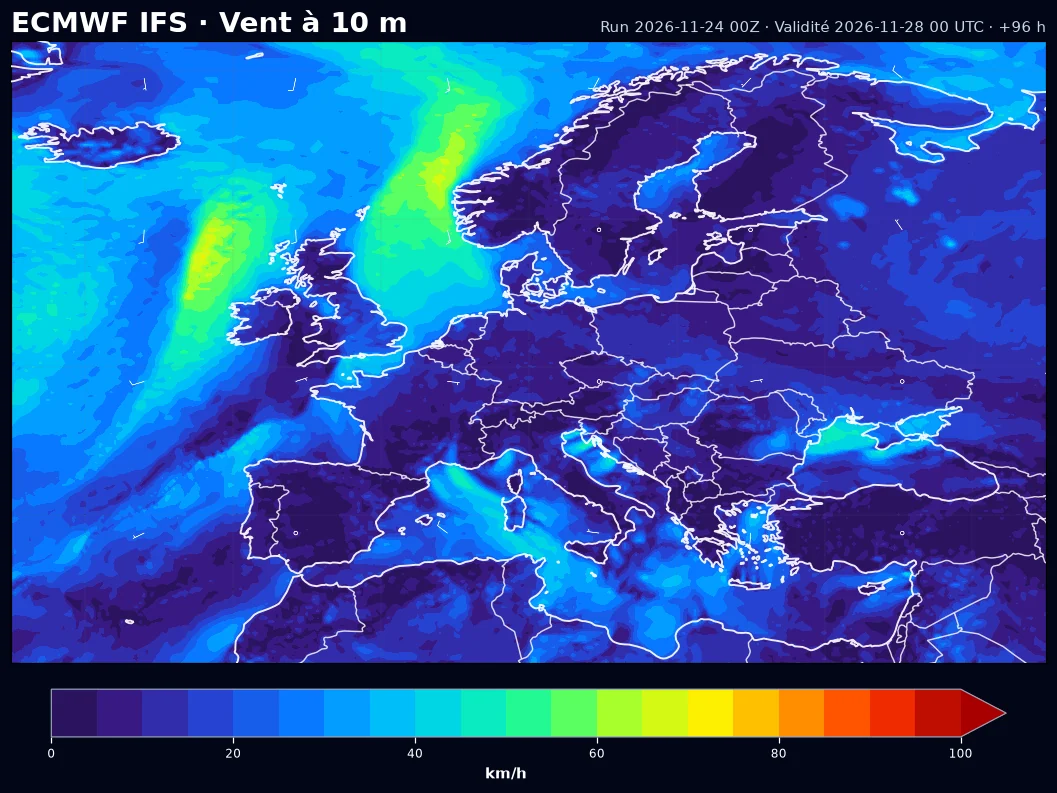 ECMWF IFS · Vent à 10 m
Run 2026-11-24 00Z · Validité 2026-11-28 00 UTC · +96 h
0 20 40 60 80 100
km/h